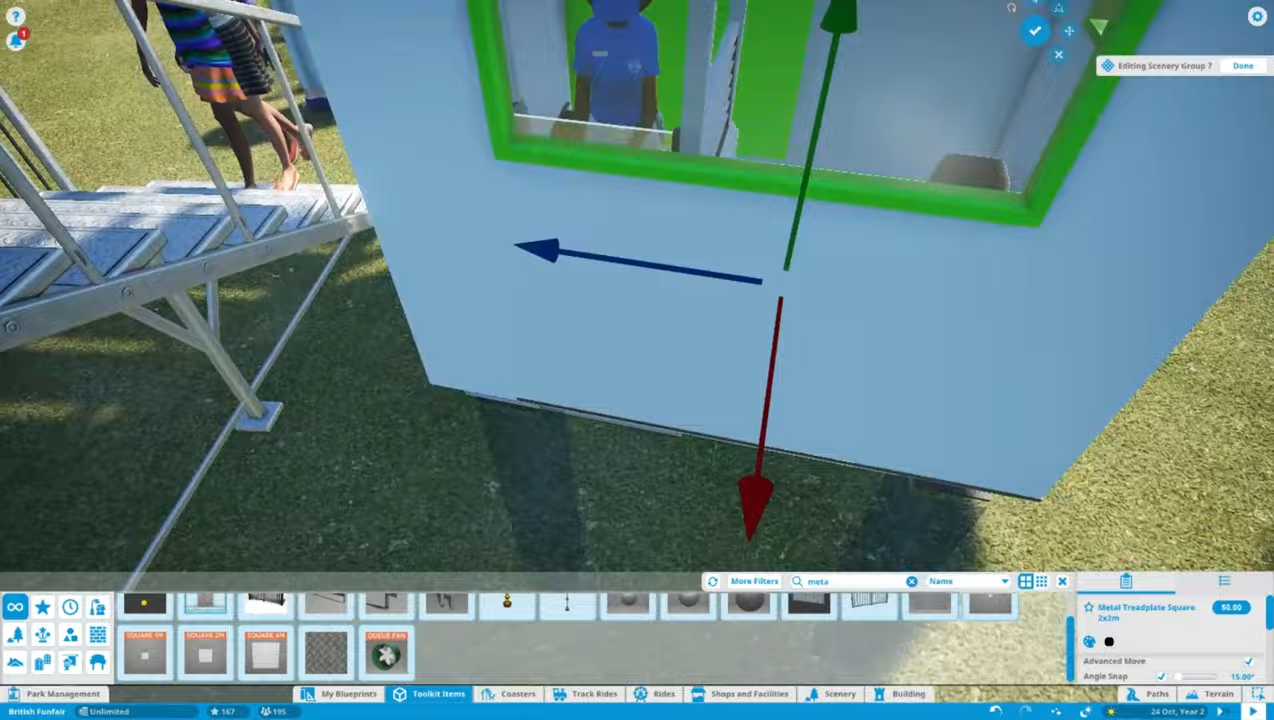 ?
1
Editing Scenery Group 7 Done
More Filters meta Name
Metal Treadplate Square 2x2m $0.00
SQUARE 1M SQUARE 2M SQUARE 4M QUEUE FAN
Advanced Move
Angle Snap 15.00°
Park Management My Blueprints Toolkit Items Coasters Track Rides Rides Shops and Facilities Scenery Building Paths Terrain
British Funfair Unlimited 167 195 24 Oct, Year 2